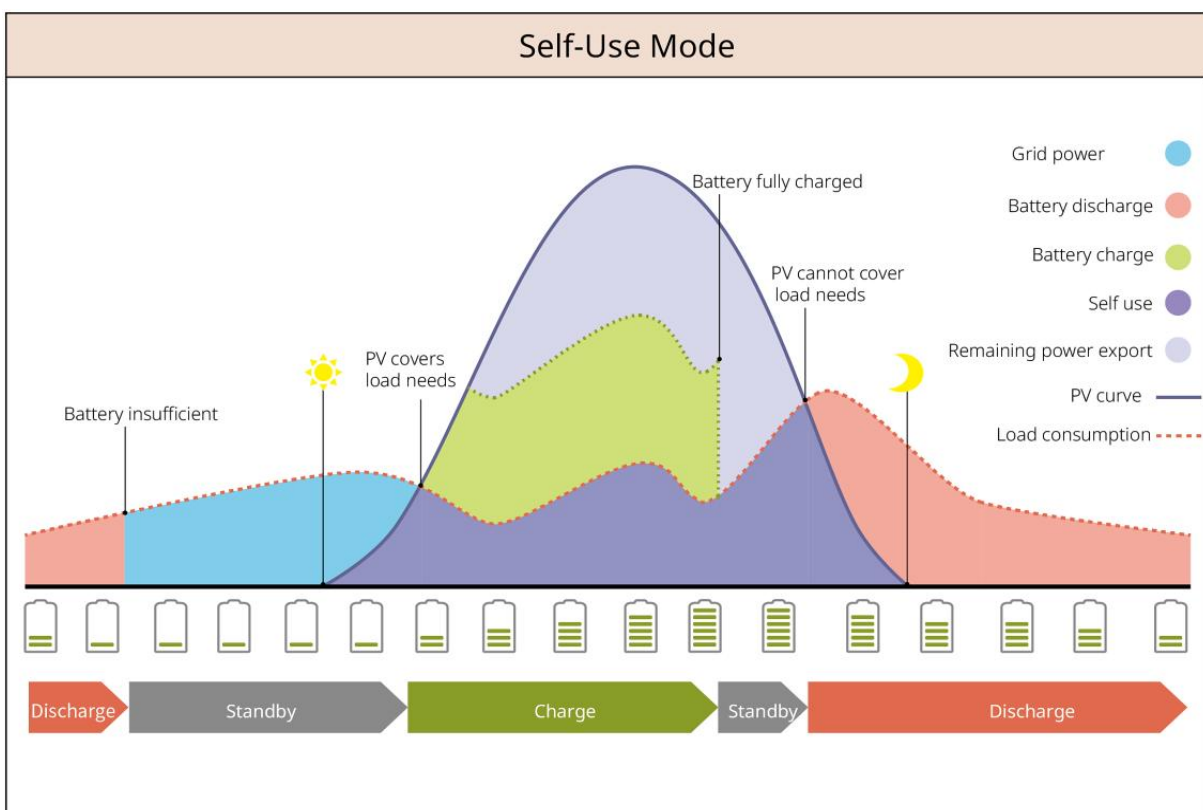 Self-Use Mode
Grid power
Battery fully charged
Battery discharge
Battery charge
PV cannot cover
load needs
Self use
PV covers
load needs
Remaining power export
PV curve
Battery insufficient
Load consumption
Discharge
Standby
Charge
Standby
Discharge